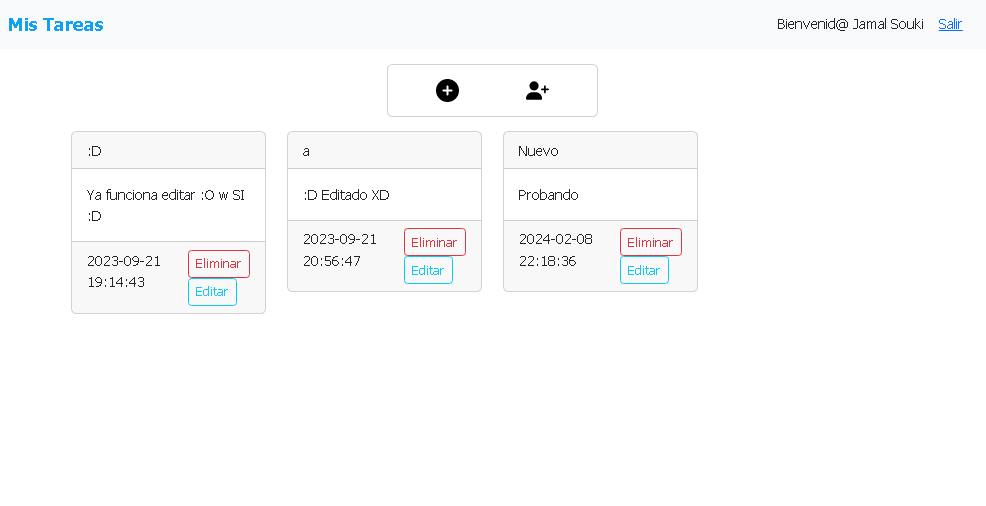 Mis Tareas
Bienvenid@ Jamal Souki Salir
:D
Ya funciona editar :O w SI
:D
2023-09-21
19:14:43
Eliminar
Editar
a
:D Editado XD
2023-09-21
20:56:47
Eliminar
Editar
Nuevo
Probando
2024-02-08
22:18:36
Eliminar
Editar